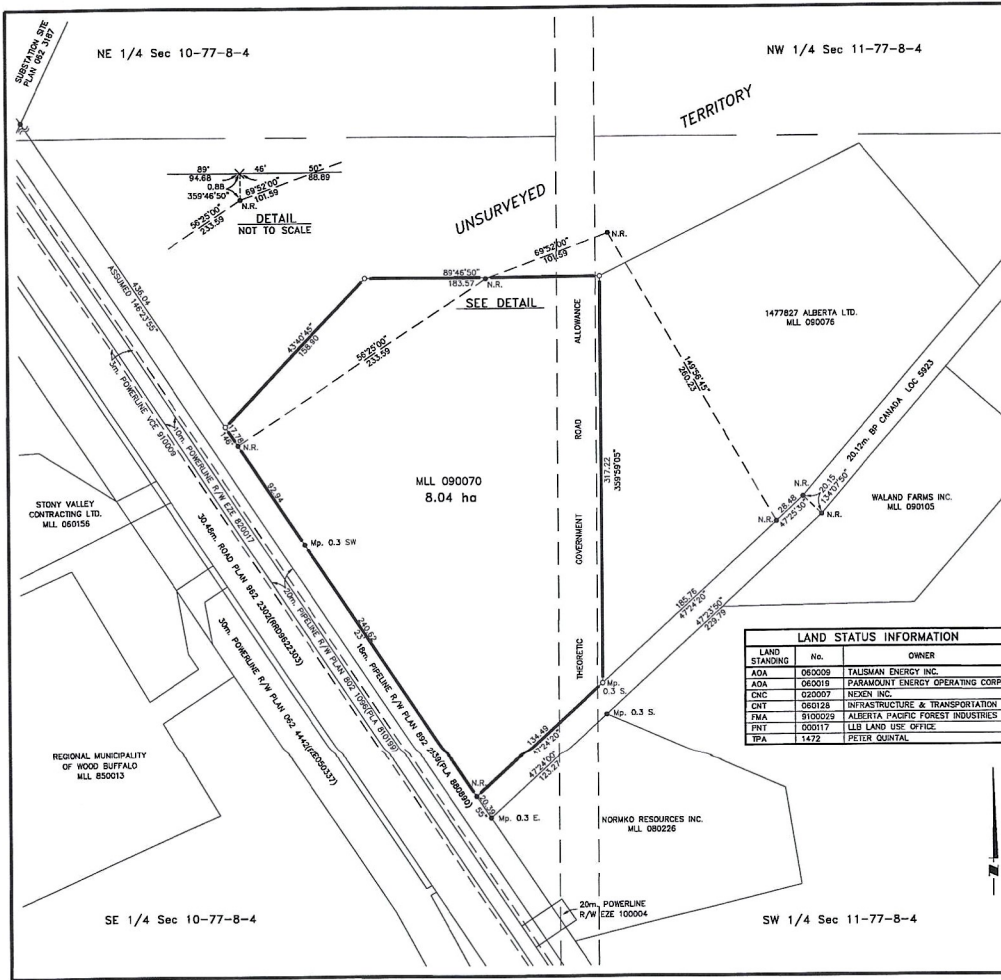 SUBSTATION SITE
PLAN 062 3187
NE 1/4 Sec 10-77-8-4
NW 1/4 Sec 11-77-8-4
TERRITORY
UNSURVEYED
89° 46' 50"
94.68 88.89
0.88
359°46'50"
69°52'00"
101.59
N.R.
56°25'00"
233.59
DETAIL
NOT TO SCALE
436.04
ASSUMED 146°23'55"
89°46'50"
183.57
N.R.
SEE DETAIL
69°52'00"
101.59
N.R.
43°40'45"
158.90
56°25'00"
233.59
17.78
146°
N.R.
92.94
Mp. 0.3 SW
MLL 090070
8.04 ha
THEORETIC GOVERNMENT ROAD ALLOWANCE
317.22
359°59'05"
149°56'45"
260.23
1477827 ALBERTA LTD.
MLL 090076
20.12m. BP CANADA LOC 5923
N.R.
20.15
134°07'50"
N.R.
28.48
47°25'30"
N.R.
WALAND FARMS INC.
MLL 090105
185.76
47°24'20"
47°23'50"
229.79
Mp.
0.3 S.
Mp. 0.3 S.
134.49
47°24'20"
47°24'00"
123.27
N.R.
20.39
55"
Mp. 0.3 E.
240.62
5m. POWERLINE VCE 910009
10m. POWERLINE R/W EZE 820017
18m. PIPELINE R/W PLAN 892 2639(PLA 880890)
20m. PIPELINE R/W PLAN 802 1096(PLA 810199)
30.48m. ROAD PLAN 962 2302(RRD9622303)
30m. POWERLINE R/W PLAN 062 4442(EZE050337)
STONY VALLEY
CONTRACTING LTD.
MLL 060156
REGIONAL MUNICIPALITY
OF WOOD BUFFALO
MLL 850013
NORMKO RESOURCES INC.
MLL 080226
20m. POWERLINE
R/W EZE 100004
SE 1/4 Sec 10-77-8-4
SW 1/4 Sec 11-77-8-4
LAND STATUS INFORMATION
LAND STANDING No. OWNER
AOA 060009 TALISMAN ENERGY INC.
AOA 060019 PARAMOUNT ENERGY OPERATING CORP
CNC 020007 NEXEN INC.
CNT 060128 INFRASTRUCTURE & TRANSPORTATION
FMA 9100029 ALBERTA PACIFIC FOREST INDUSTRIES
PNT 000117 LLB LAND USE OFFICE
TPA 1472 PETER QUINTAL
N